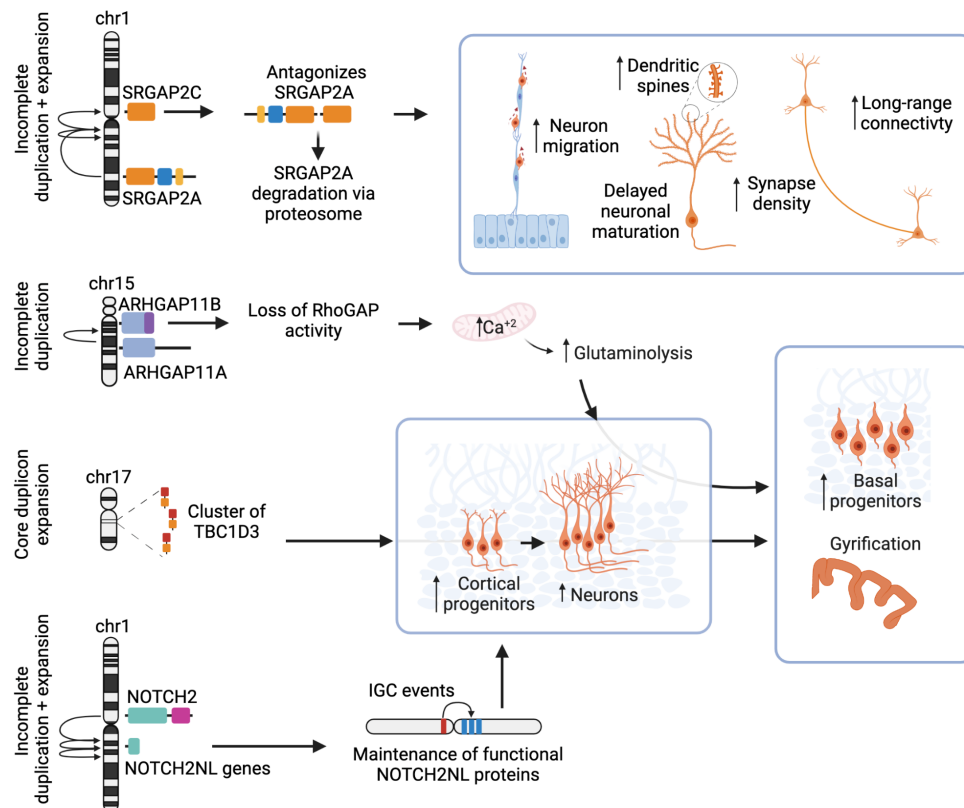 Incomplete
duplication + expansion
chr1
SRGAP2C
SRGAP2A
Antagonizes
SRGAP2A
SRGAP2A
degradation via
proteosome
Neuron
migration
Dendritic
spines
Delayed
neuronal
maturation
Synapse
density
Long-range
connectivty
Incomplete
duplication
chr15
ARHGAP11B
ARHGAP11A
Loss of RhoGAP
activity
Ca+2
Glutaminolysis
Core duplicon
expansion
chr17
Cluster of
TBC1D3
Cortical
progenitors
Neurons
Basal
progenitors
Gyrification
Incomplete
duplication + expansion
chr1
NOTCH2
NOTCH2NL genes
IGC events
Maintenance of functional
NOTCH2NL proteins